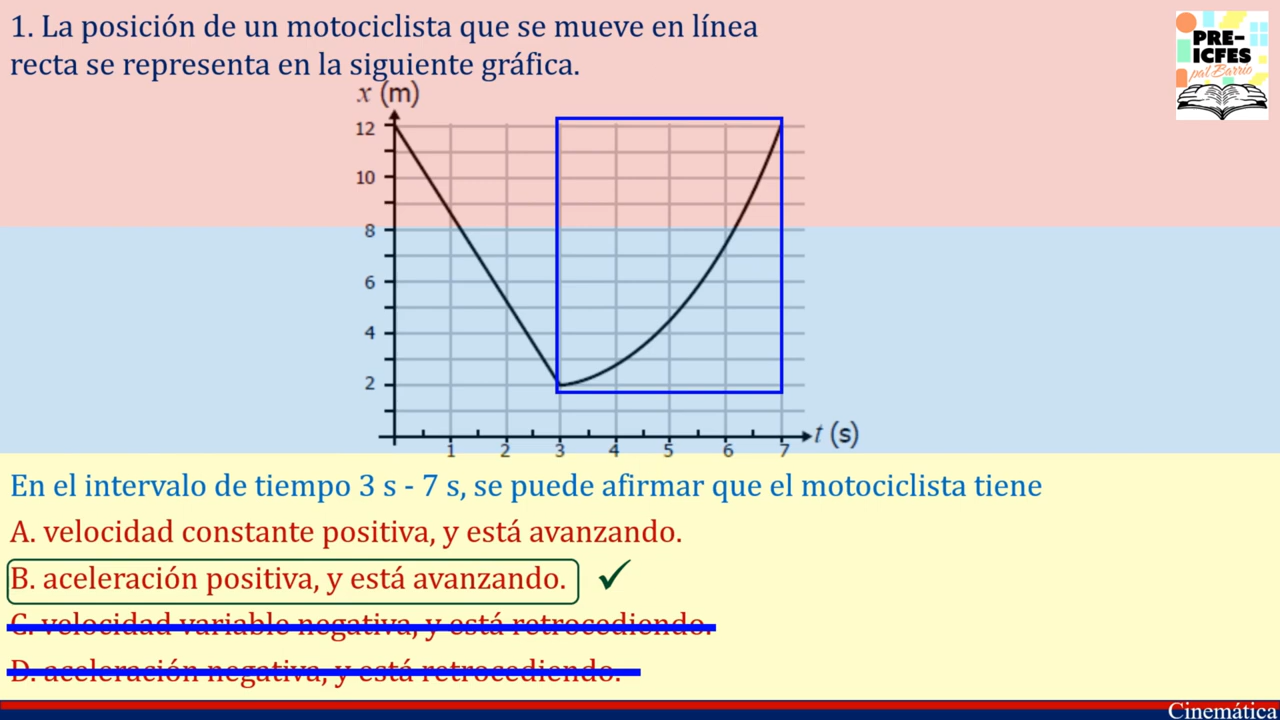 1. La posición de un motociclista que se mueve en línea
recta se representa en la siguiente gráfica.
PRE-
ICFES
pal Barrio
x (m)
12
10
8
6
4
2
1 2 3 4 5 6 7
t (s)
En el intervalo de tiempo 3 s - 7 s, se puede afirmar que el motociclista tiene
A. velocidad constante positiva, y está avanzando.
B. aceleración positiva, y está avanzando. ✓
C. velocidad variable negativa, y está retrocediendo.
D. aceleración negativa, y está retrocediendo.
Cinemática